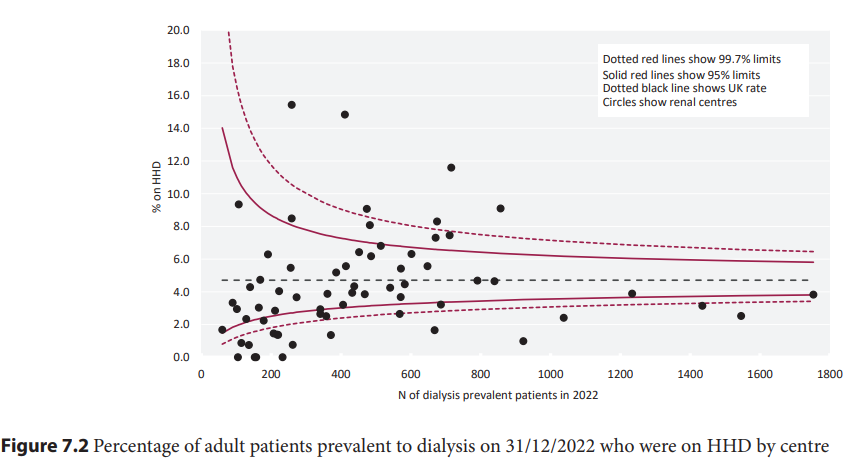 20.0
18.0
16.0
14.0
12.0
10.0
8.0
6.0
4.0
2.0
0.0
% on HHD
Dotted red lines show 99.7% limits
Solid red lines show 95% limits
Dotted black line shows UK rate
Circles show renal centres
0 200 400 600 800 1000 1200 1400 1600 1800
N of dialysis prevalent patients in 2022
Figure 7.2 Percentage of adult patients prevalent to dialysis on 31/12/2022 who were on HHD by centre